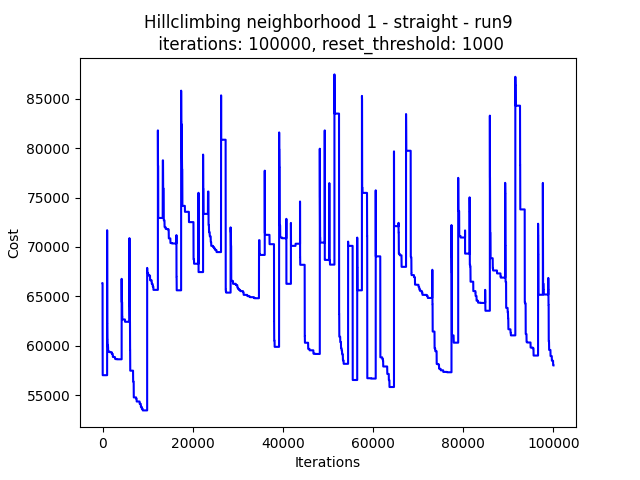 Hillclimbing neighborhood 1 - straight - run9
iterations: 100000, reset_threshold: 1000
85000
80000
75000
70000
65000
60000
55000
Cost
0 20000 40000 60000 80000 100000
Iterations